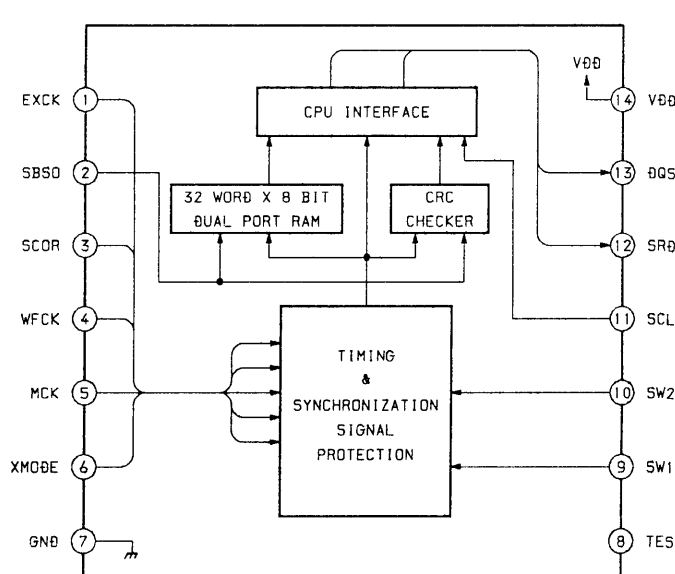 EXCK 1
SBSO 2
SCOR 3
WFCK 4
MCK 5
XMODE 6
GND 7
CPU INTERFACE
32 WORD X 8 BIT
DUAL PORT RAM
CRC
CHECKER
TIMING
&
SYNCHRONIZATION
SIGNAL
PROTECTION
VDD
14 VDD
13 DQS
12 SRD
11 SCL
10 SW2
9 SW1
8 TES